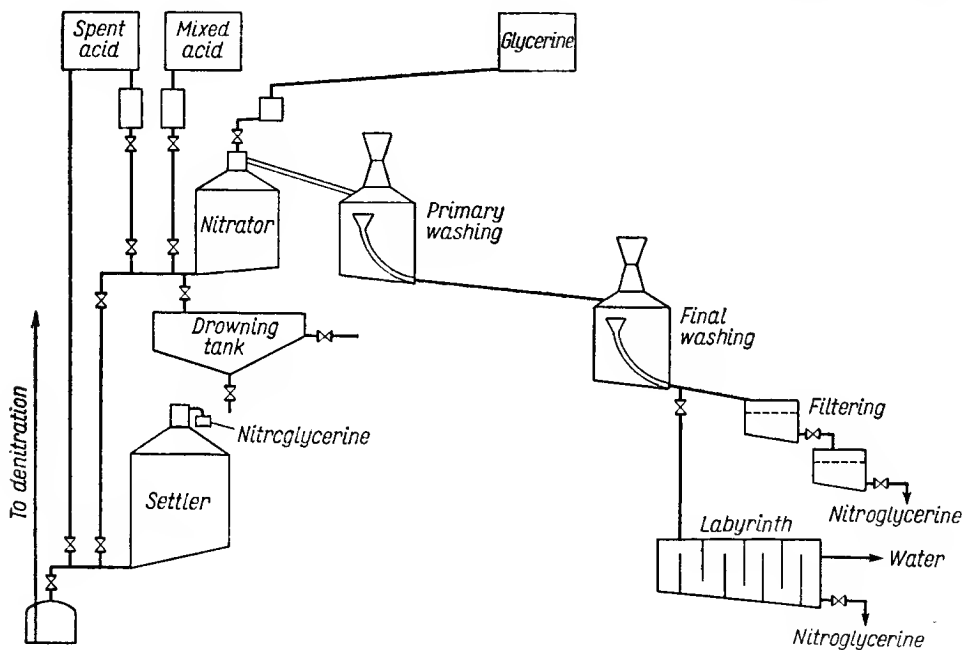 Spent
acid
Mixed
acid
Glycerine
Nitrator
Primary
washing
Drowning
tank
Final
washing
To denitration
Nitrcglycerine
Settler
Filtering
Nitroglycerine
Labyrinth
Water
Nitroglycerine